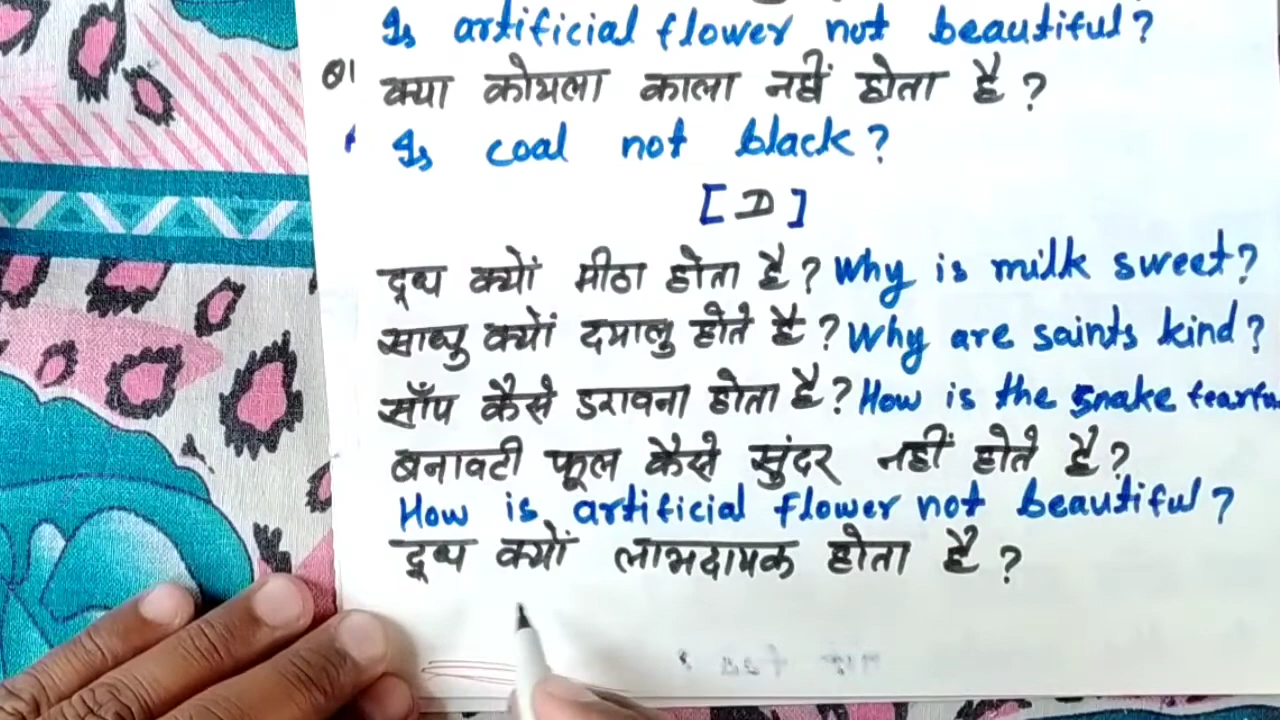 Is artificial flower not beautiful?
क्या कोयला काला नहीं होता है?
Is coal not black?
[D]
दूध क्यों मीठा होता है? Why is milk sweet?
साधु क्यों दयालु होते है? Why are saints kind?
साँप कैसे डरावना होता है? How is the snake fearfu
बनावटी फूल कैसे सुंदर नहीं होते है?
How is artificial flower not beautiful?
दूध क्यों लाभदायक होता है?